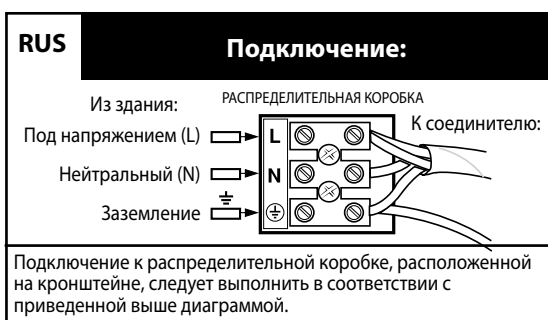 RUS
Подключение:
Из здания:
РАСПРЕДЕЛИТЕЛЬНАЯ КОРОБКА
К соединителю:
Под напряжением (L)
L
Нейтральный (N)
N
Заземление
Подключение к распределительной коробке, расположенной
на кронштейне, следует выполнить в соответствии с
приведенной выше диаграммой.